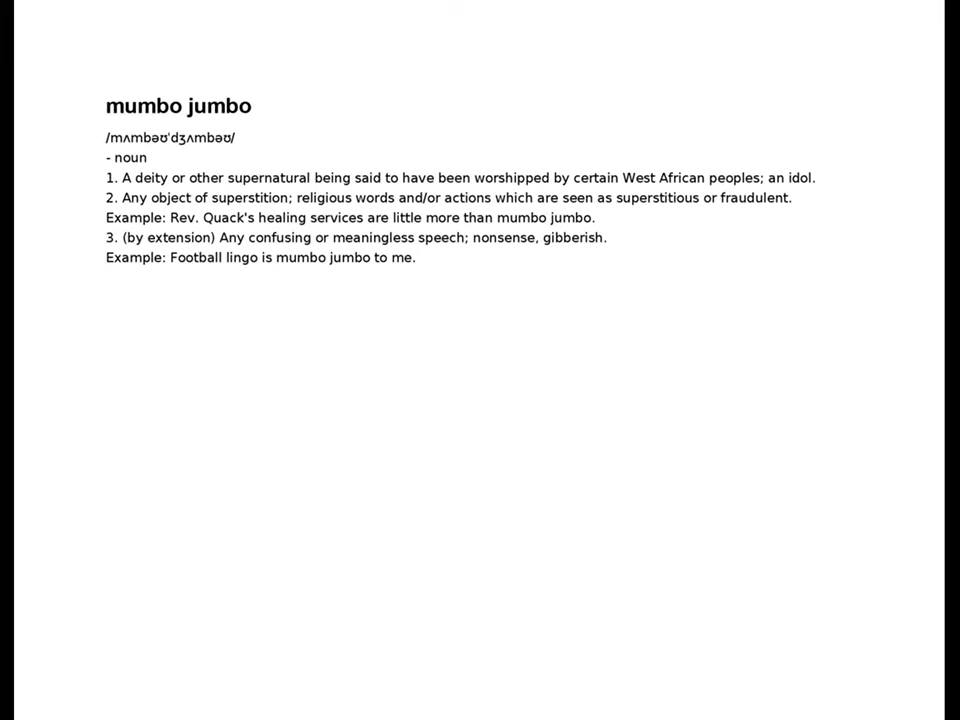 mumbo jumbo
/mʌmbəʊˈdʒʌmbəʊ/
- noun
1. A deity or other supernatural being said to have been worshipped by certain West African peoples; an idol.
2. Any object of superstition; religious words and/or actions which are seen as superstitious or fraudulent.
Example: Rev. Quack's healing services are little more than mumbo jumbo.
3. (by extension) Any confusing or meaningless speech; nonsense, gibberish.
Example: Football lingo is mumbo jumbo to me.